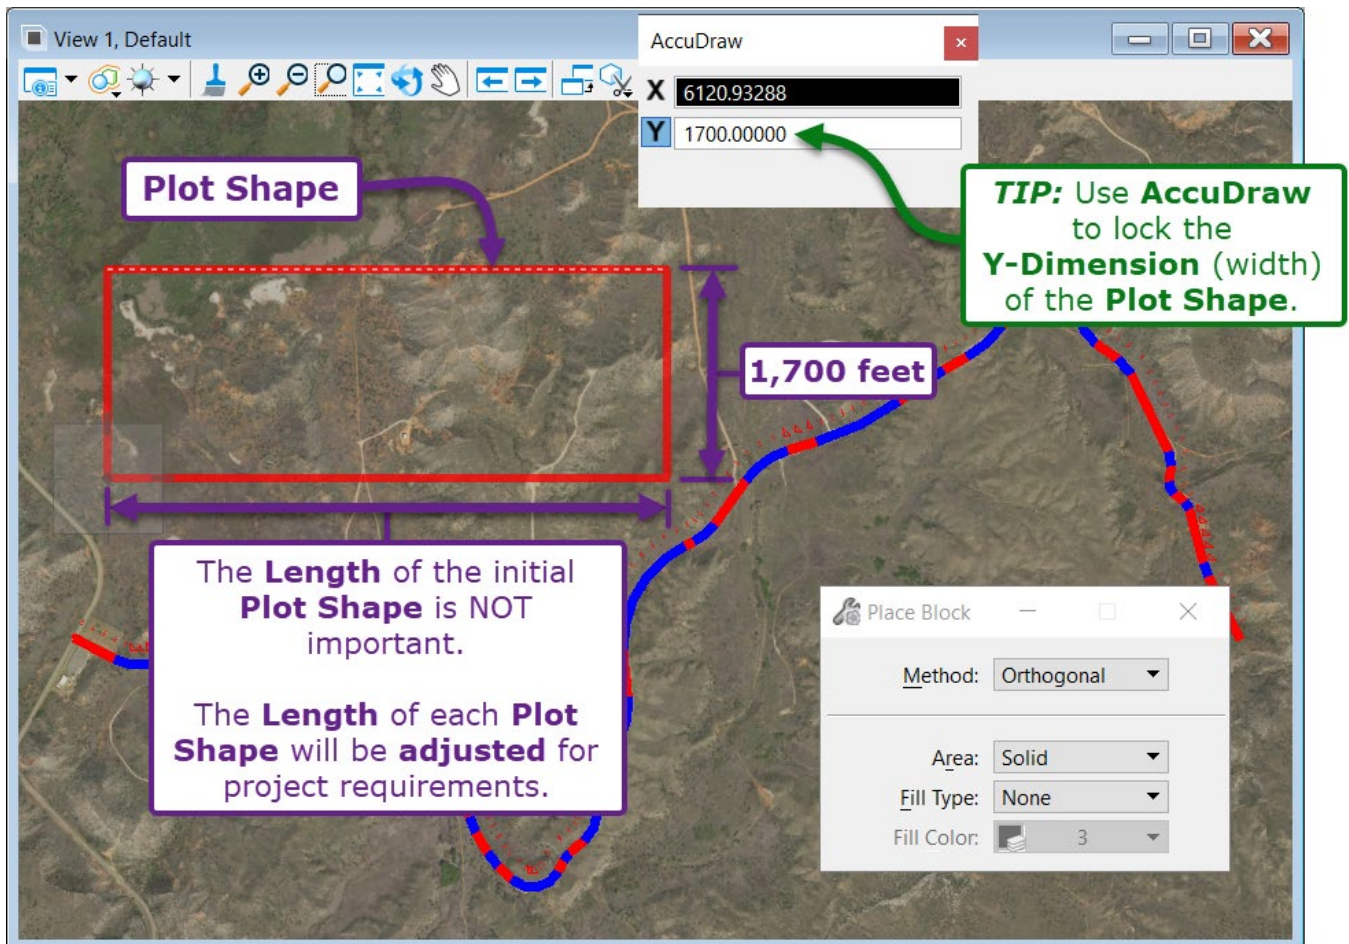 View 1, Default
AccuDraw
X 6120.93288
Y 1700.00000
Plot Shape
TIP: Use AccuDraw
to lock the
Y-Dimension (width)
of the Plot Shape.
1,700 feet
The Length of the initial
Plot Shape is NOT
important.
The Length of each Plot
Shape will be adjusted for
project requirements.
Place Block
Method: Orthogonal
Area: Solid
Fill Type: None
Fill Color: 3